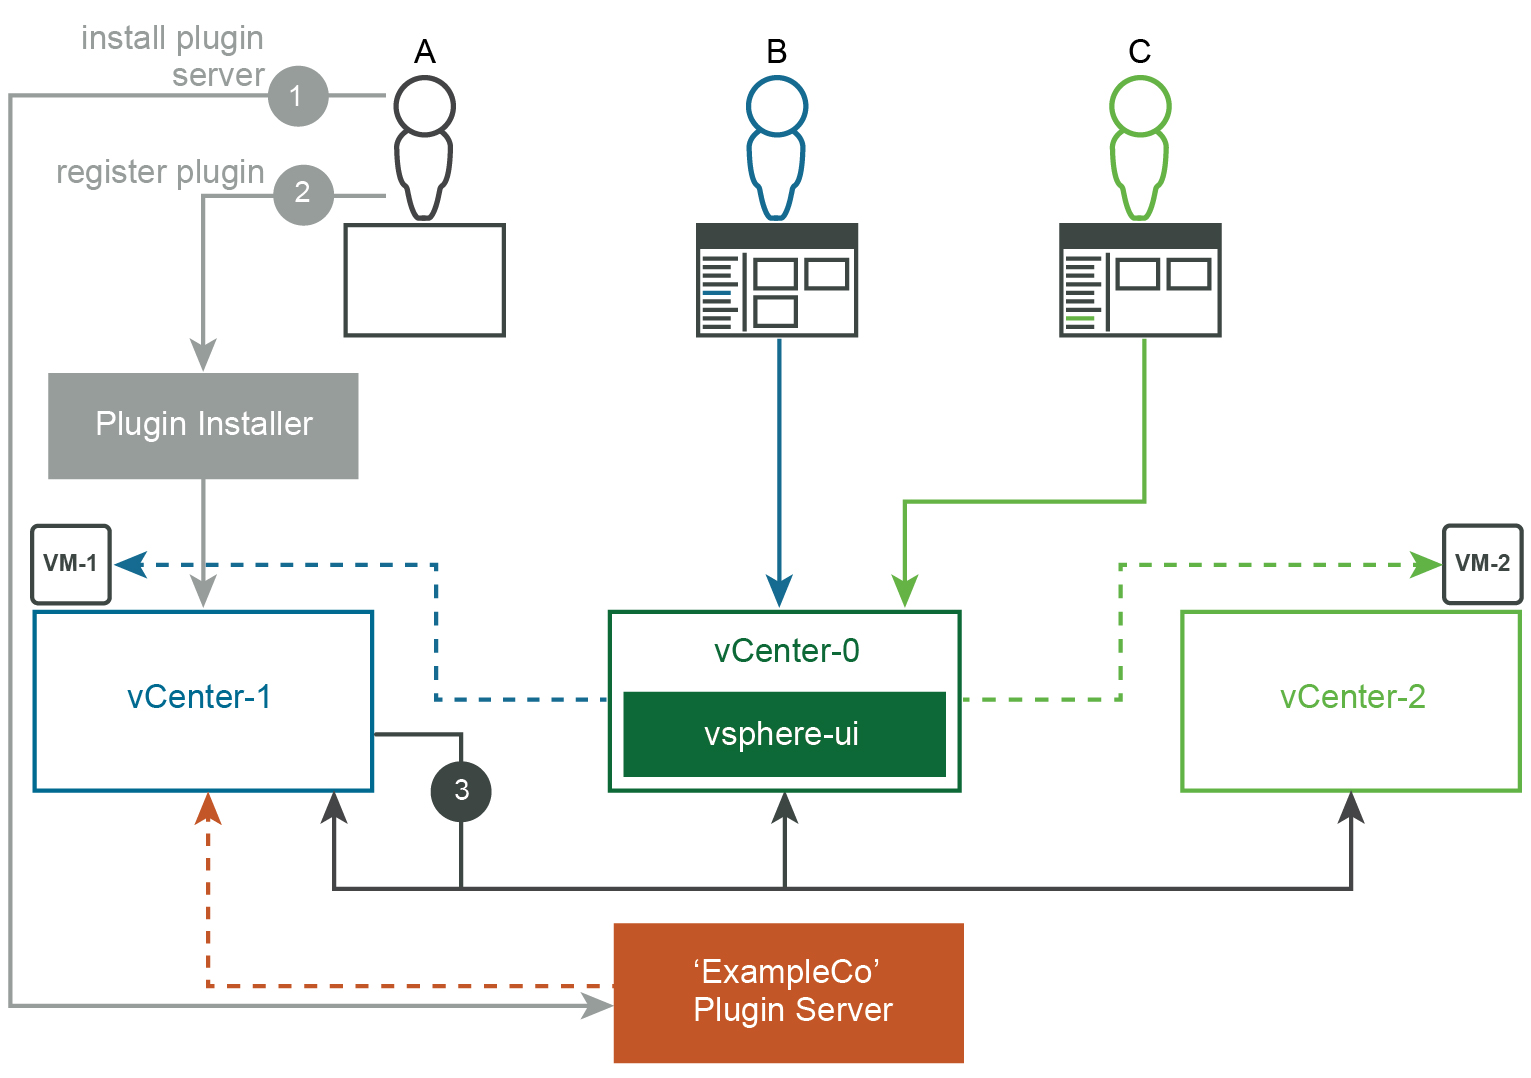 install plugin
server
1
A
B
C
register plugin
2
Plugin Installer
VM-1
VM-2
vCenter-1
vCenter-0
vsphere-ui
vCenter-2
3
‘ExampleCo’
Plugin Server